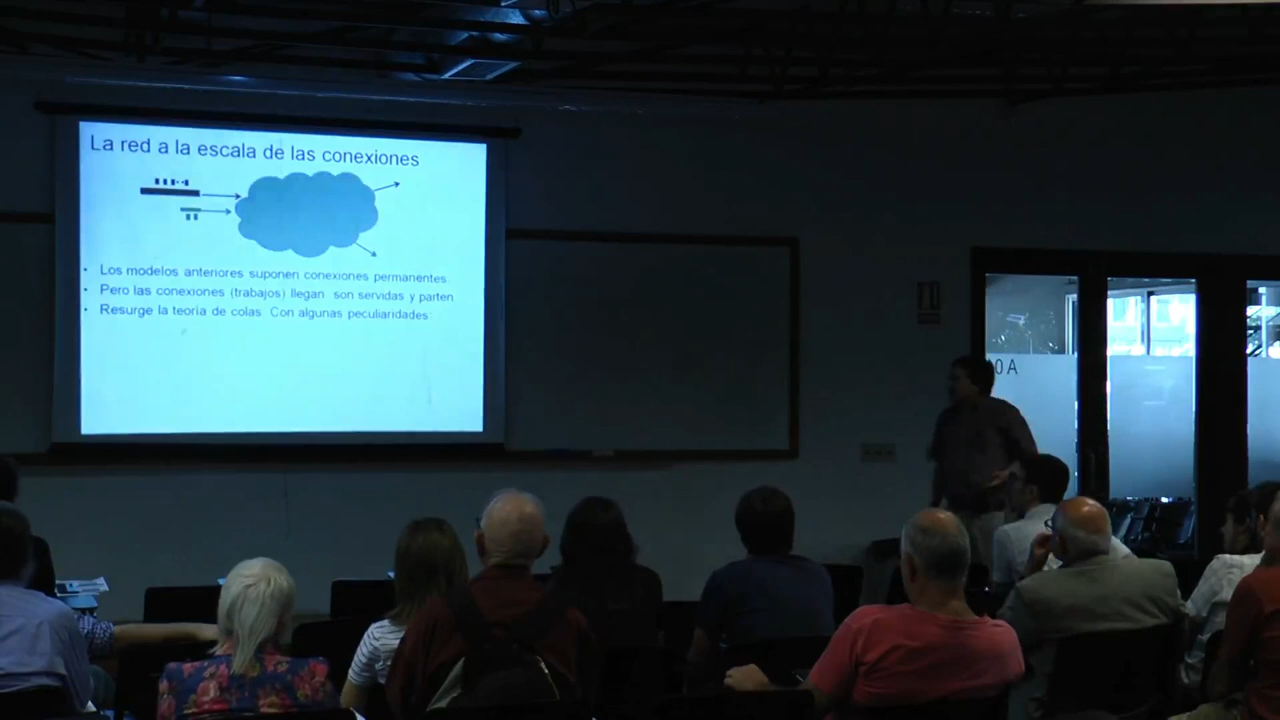 La red a la escala de las conexiones
• Los modelos anteriores suponen conexiones permanentes
• Pero las conexiones (trabajos) llegan son servidas y parten
• Resurge la teoría de colas. Con algunas peculiaridades:
0 A